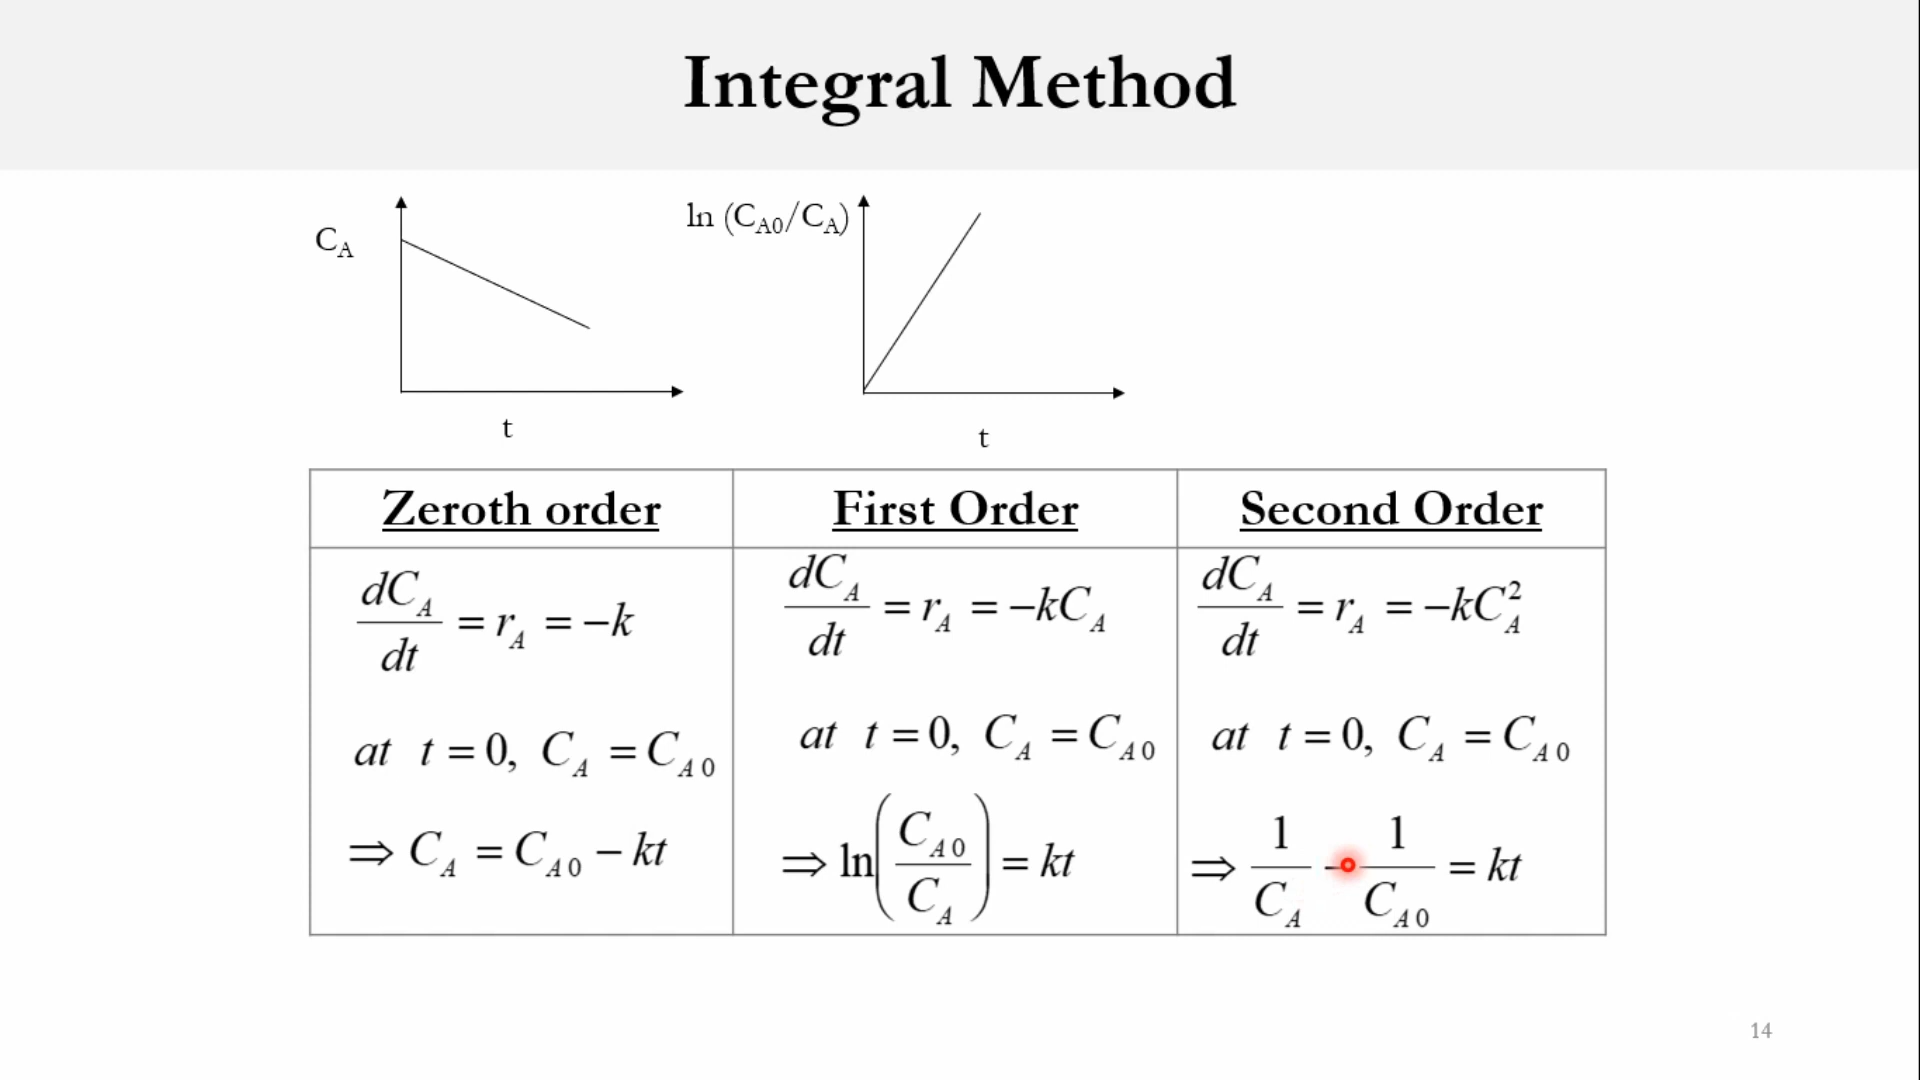 Integral Method
C_A
t
ln (C_A0/C_A)
t
Zeroth order
dC_A/dt = r_A = −k
at t = 0, C_A = C_A0
⇒ C_A = C_A0 − kt
First Order
dC_A/dt = r_A = −kC_A
at t = 0, C_A = C_A0
⇒ ln(C_A0/C_A) = kt
Second Order
dC_A/dt = r_A = −kC_A^2
at t = 0, C_A = C_A0
⇒ 1/C_A − 1/C_A0 = kt
14